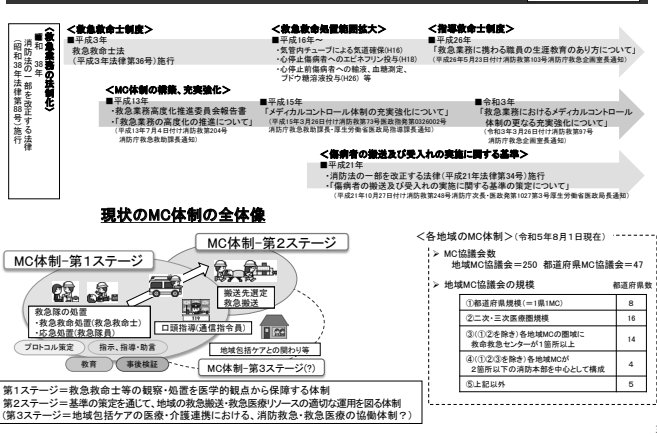 ＜救急業務の法制化＞
■昭和38年
消防法の一部を改正する法律
（昭和38年法律第88号）施行
＜救急救命士制度＞
■平成3年
救急救命士法
（平成3年法律第36号）施行
＜救急救命処置範囲拡大＞
■平成16年～
・気管内チューブによる気道確保(H16)
・心停止傷病者へのエピネフリン投与(H18)
・心停止前傷病者への輸液、血糖測定、
ブドウ糖溶液投与(H26) 等
＜指導救命士制度＞
■平成26年
「救急業務に携わる職員の生涯教育のあり方について」
（平成26年5月23日付け消防救第103号消防庁救急企画室長通知）
＜MC体制の構築、充実強化＞
■平成13年
・救急業務高度化推進委員会報告書
・「救急業務の高度化の推進について」
（平成13年7月4日付け消防救第204号
消防庁救急救助課長通知）
■平成15年
「メディカルコントロール体制の充実強化について」
（平成15年3月26日付け消防救第73号医政指発第0326002号
消防庁救急救助課長・厚生労働省医政局指導課長通知）
■令和3年
「救急業務におけるメディカルコントロール
体制の更なる充実強化について」
（令和3年3月26日付け消防救第97号
消防庁救急企画室長通知）
＜傷病者の搬送及び受入れの実施に関する基準＞
■平成21年
・消防法の一部を改正する法律（平成21年法律第34号）施行
・「傷病者の搬送及び受入れの実施に関する基準の策定について」
（平成21年10月27日付け消防救第248号消防庁次長・医政発第1027第3号厚生労働省医政局長通知）
現状のMC体制の全体像
MC体制-第1ステージ
MC体制-第2ステージ
救急隊の処置
・救急救命処置(救急救命士)
・応急処置(救急隊員)
119
口頭指導(通信指令員)
搬送先選定
救急搬送
地域包括ケアとの関わり等
プロトコル策定
指示、指導・助言
教育
事後検証
MC体制-第3ステージ(?)
第1ステージ＝救急救命士等の観察・処置を医学的観点から保障する体制
第2ステージ＝基準の策定を通じて、地域の救急搬送・救急医療リソースの適切な運用を図る体制
(第3ステージ＝地域包括ケアの医療・介護連携における、消防救急・救急医療の協働体制？)
＜各地域のMC体制＞（令和5年8月1日現在）
➢ MC協議会数
地域MC協議会＝250 都道府県MC協議会＝47
➢ 地域MC協議会の規模
都道府県数
①都道府県規模(＝1県1MC) 8
②二次・三次医療圏規模 16
③(①②を除き)各地域MCの圏域に
救命救急センターが1箇所以上 14
④(①②③を除き)各地域MCが
2箇所以下の消防本部を中心として構成 4
⑤上記以外 5